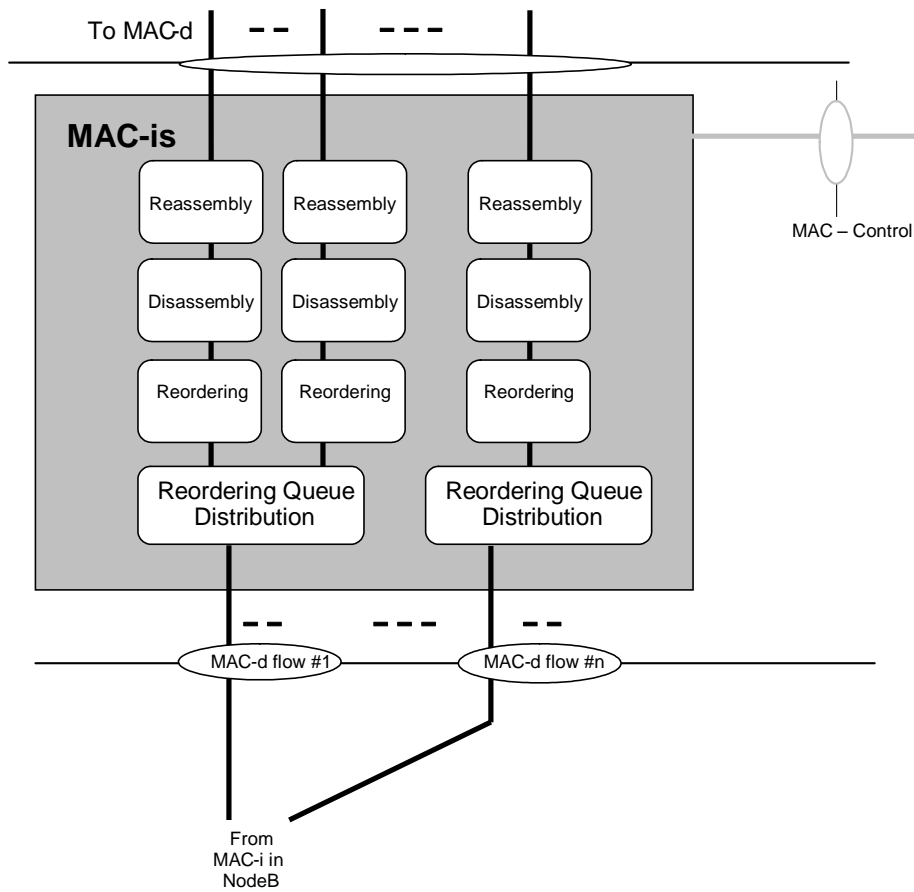 To MAC-d
MAC-is
MAC – Control
Reassembly
Reassembly
Reassembly
Disassembly
Disassembly
Disassembly
Reordering
Reordering
Reordering
Reordering Queue
Distribution
Reordering Queue
Distribution
MAC-d flow #1
MAC-d flow #n
From
MAC-i in
NodeB